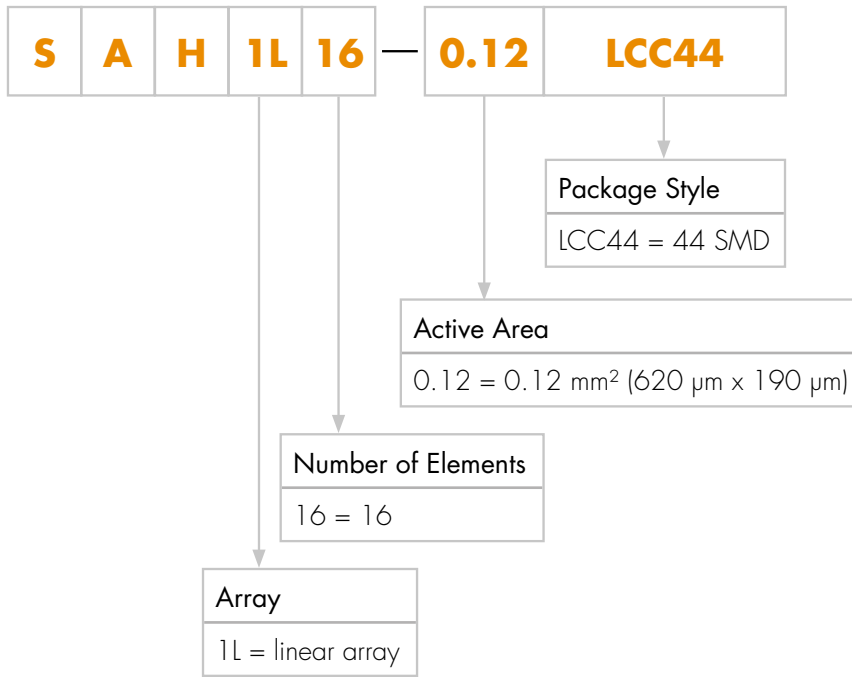 S A H 1L 16 — 0.12 LCC44
Package Style
LCC44 = 44 SMD
Active Area
0.12 = 0.12 mm² (620 µm x 190 µm)
Number of Elements
16 = 16
Array
1L = linear array